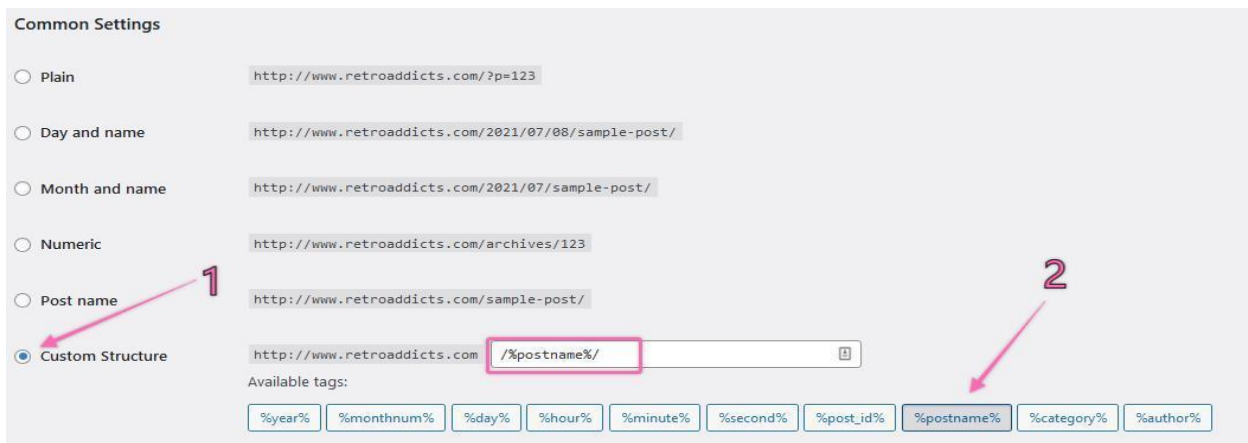 Common Settings
Plain http://www.retroaddicts.com/?p=123
Day and name http://www.retroaddicts.com/2021/07/08/sample-post/
Month and name http://www.retroaddicts.com/2021/07/sample-post/
Numeric http://www.retroaddicts.com/archives/123
1
2
Post name http://www.retroaddicts.com/sample-post/
Custom Structure http://www.retroaddicts.com /%postname%/
Available tags:
%year% %monthnum% %day% %hour% %minute% %second% %post_id% %postname% %category% %author%